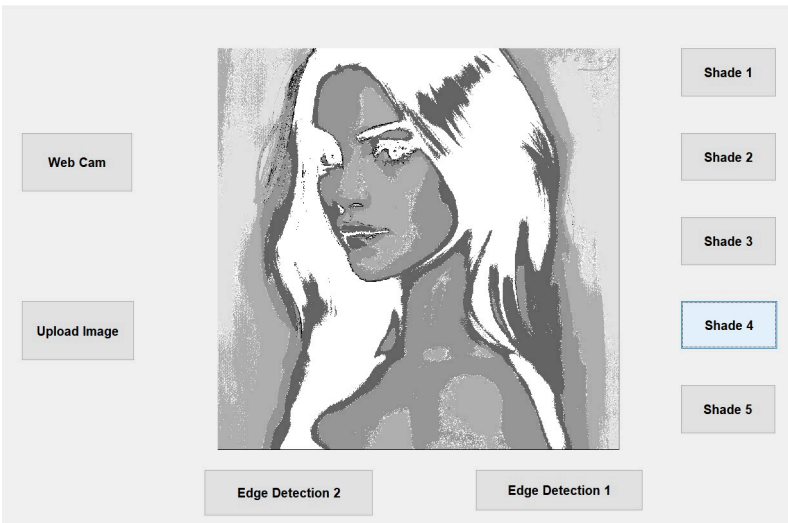 Web Cam
Upload Image
Shade 1
Shade 2
Shade 3
Shade 4
Shade 5
Edge Detection 2
Edge Detection 1